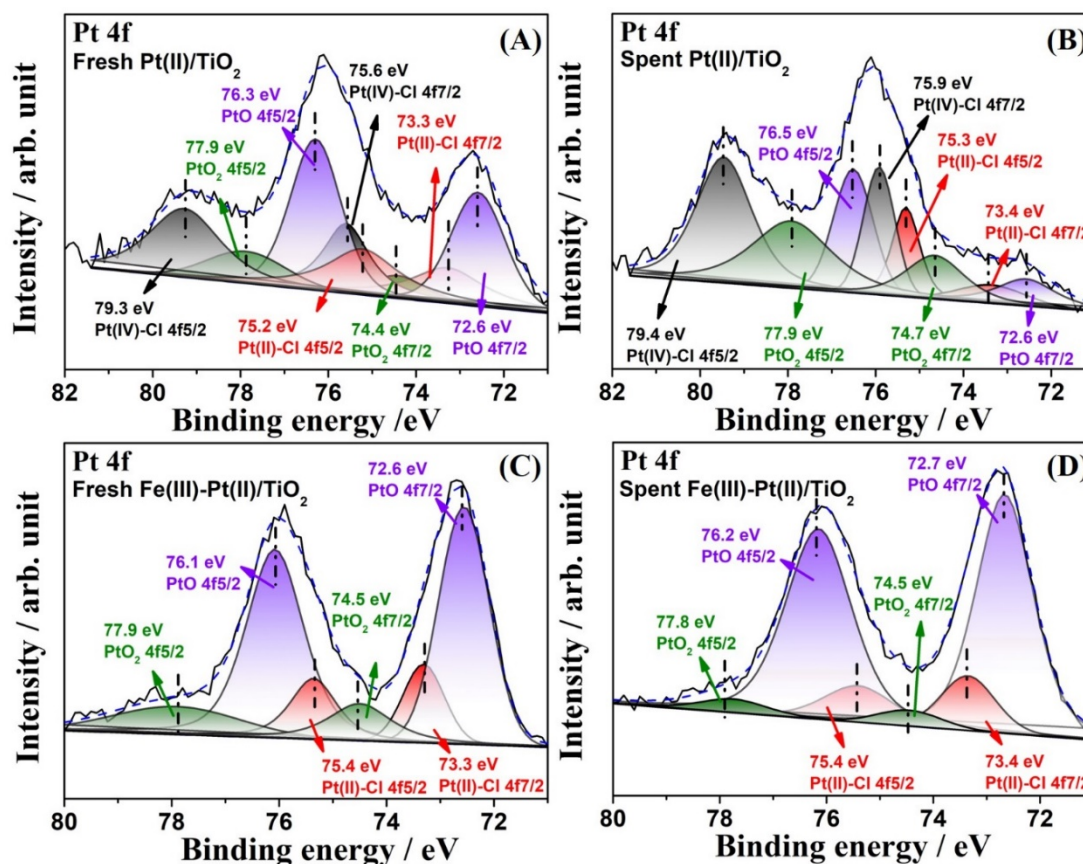 Pt 4f
(A)
Fresh Pt(II)/TiO₂
75.6 eV
Pt(IV)-Cl 4f7/2
76.3 eV
PtO 4f5/2
73.3 eV
Pt(II)-Cl 4f7/2
77.9 eV
PtO₂ 4f5/2
79.3 eV
Pt(IV)-Cl 4f5/2
75.2 eV
Pt(II)-Cl 4f5/2
74.4 eV
PtO₂ 4f7/2
72.6 eV
PtO 4f7/2
Intensity / arb. unit
82 80 78 76 74 72
Binding energy /eV
Pt 4f
(B)
Spent Pt(II)/TiO₂
75.9 eV
Pt(IV)-Cl 4f7/2
76.5 eV
PtO 4f5/2
75.3 eV
Pt(II)-Cl 4f5/2
73.4 eV
Pt(II)-Cl 4f7/2
79.4 eV
Pt(IV)-Cl 4f5/2
77.9 eV
PtO₂ 4f5/2
74.7 eV
PtO₂ 4f7/2
72.6 eV
PtO 4f7/2
Intensity / arb. unit
82 80 78 76 74 72
Binding energy / eV
Pt 4f
(C)
Fresh Fe(III)-Pt(II)/TiO₂
72.6 eV
PtO 4f7/2
76.1 eV
PtO 4f5/2
74.5 eV
PtO₂ 4f7/2
77.9 eV
PtO₂ 4f5/2
75.4 eV
Pt(II)-Cl 4f5/2
73.3 eV
Pt(II)-Cl 4f7/2
Intensity / arb. unit
80 78 76 74 72
Binding energy / eV
Pt 4f
(D)
Spent Fe(III)-Pt(II)/TiO₂
72.7 eV
PtO 4f7/2
76.2 eV
PtO 4f5/2
74.5 eV
PtO₂ 4f7/2
77.8 eV
PtO₂ 4f5/2
75.4 eV
Pt(II)-Cl 4f5/2
73.4 eV
Pt(II)-Cl 4f7/2
Intensity / arb. unit
80 78 76 74 72
Binding energy / eV